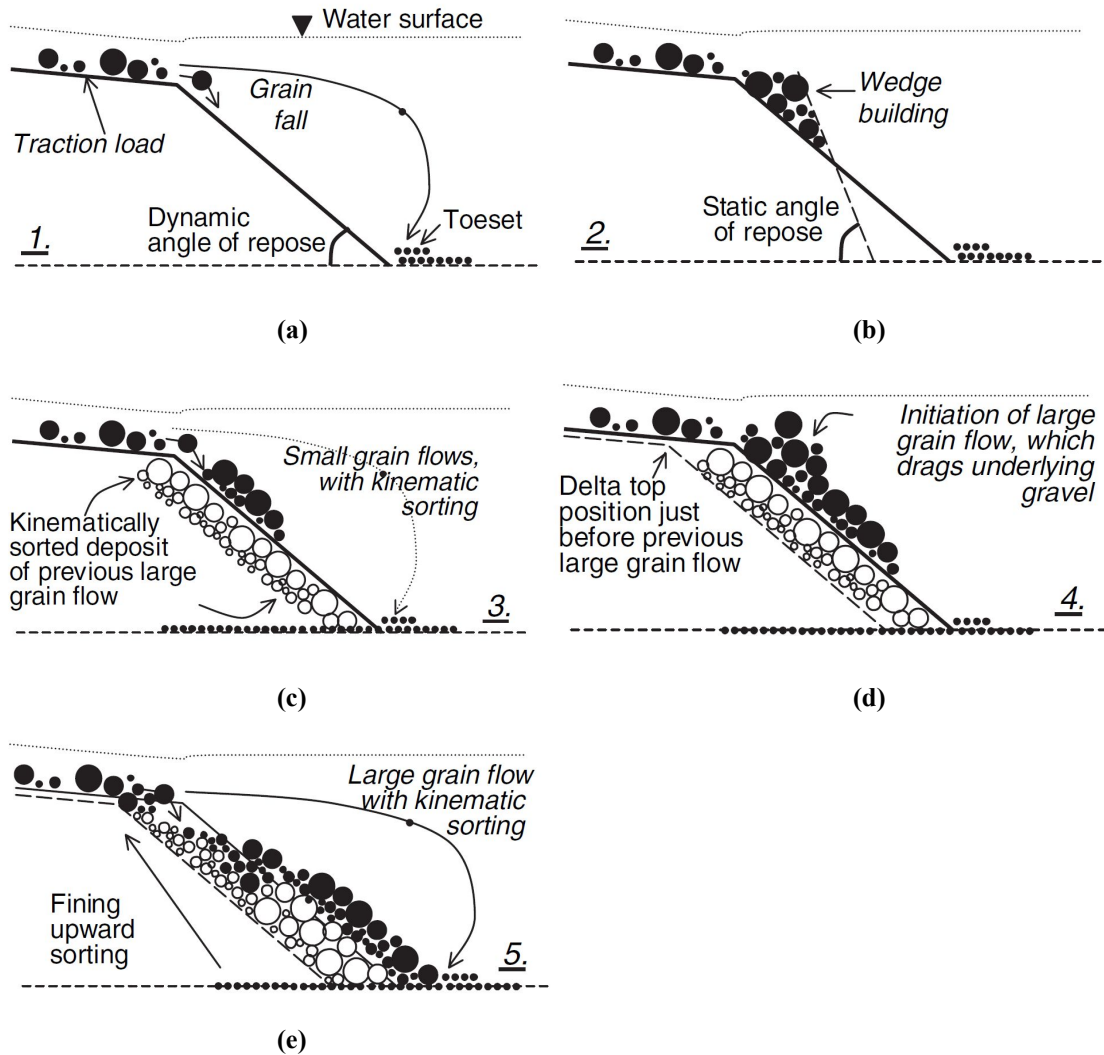 Water surface
Grain
fall
Traction load
Dynamic
angle of repose
Toeset
1.
(a)
Wedge
building
Static angle
of repose
2.
(b)
Small grain flows,
with kinematic
sorting
Kinematically
sorted deposit
of previous large
grain flow
3.
(c)
Initiation of large
grain flow, which
drags underlying
gravel
Delta top
position just
before previous
large grain flow
4.
(d)
Large grain flow
with kinematic
sorting
Fining
upward
sorting
5.
(e)